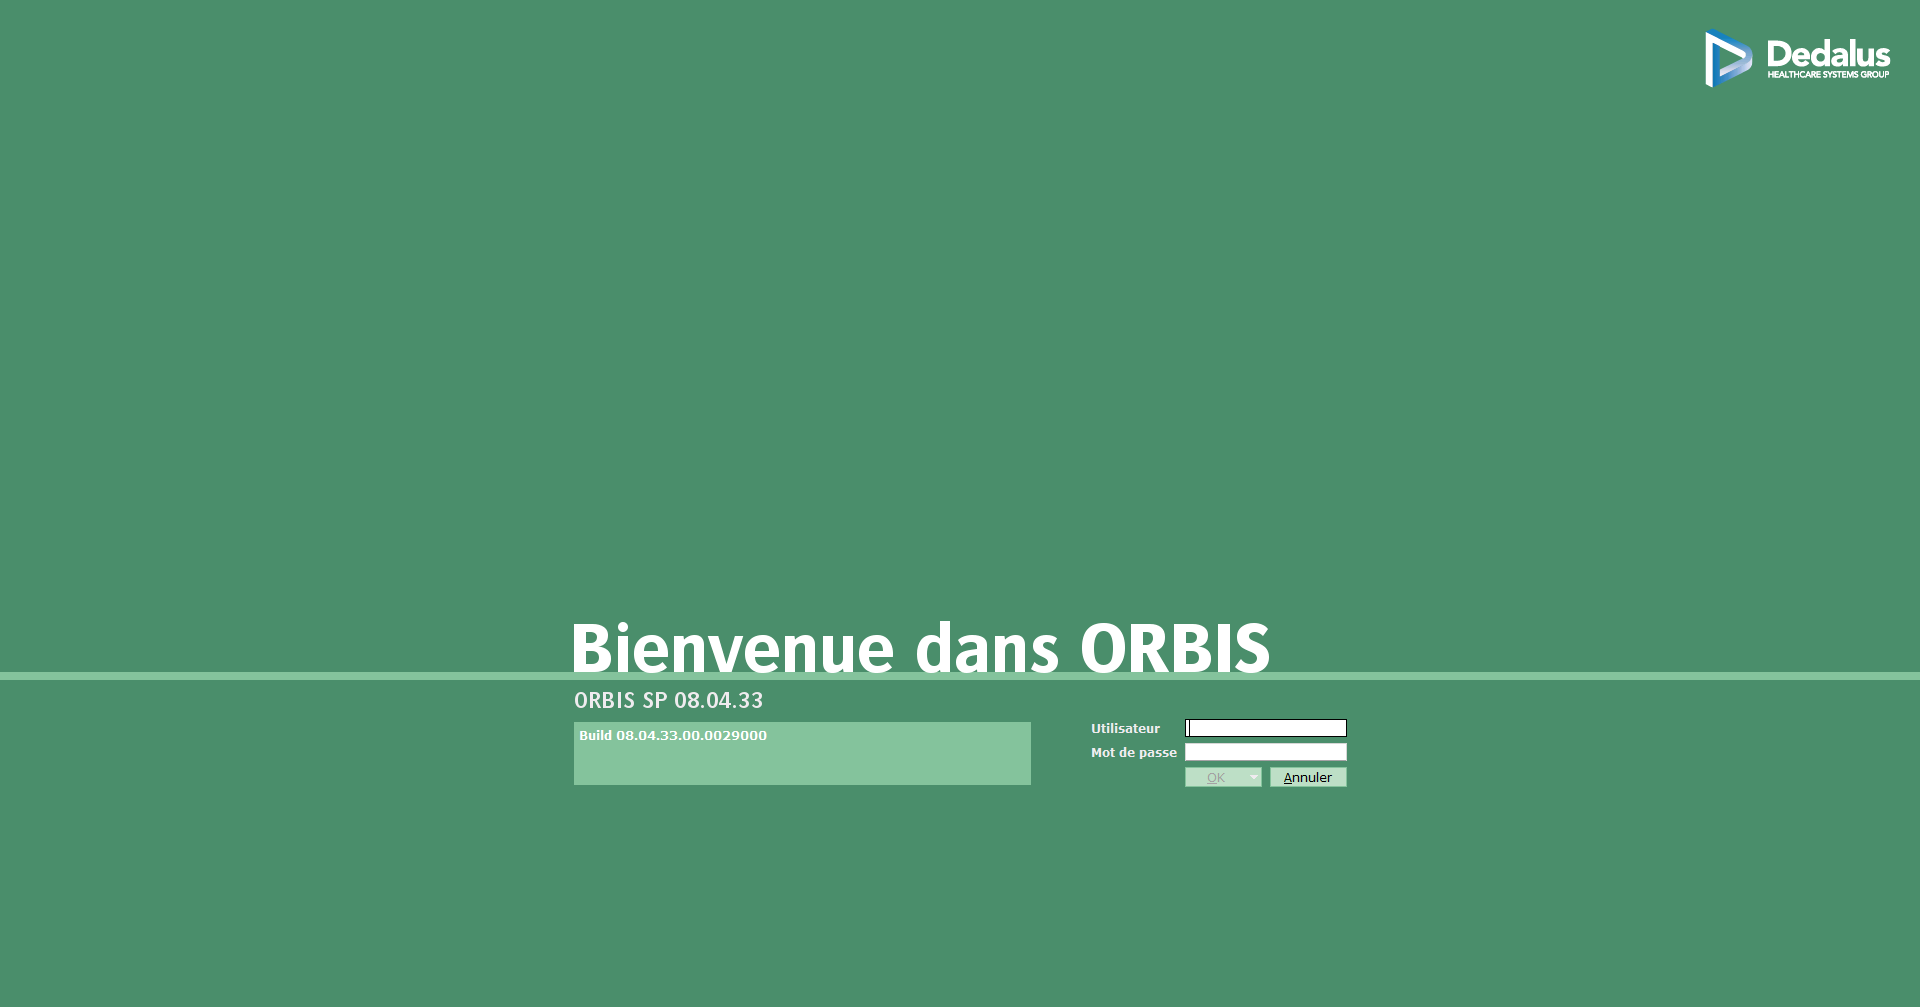 Dedalus
HEALTHCARE SYSTEMS GROUP
Bienvenue dans ORBIS
ORBIS SP 08.04.33
Build 08.04.33.00.0029000
Utilisateur
Mot de passe
OK
Annuler